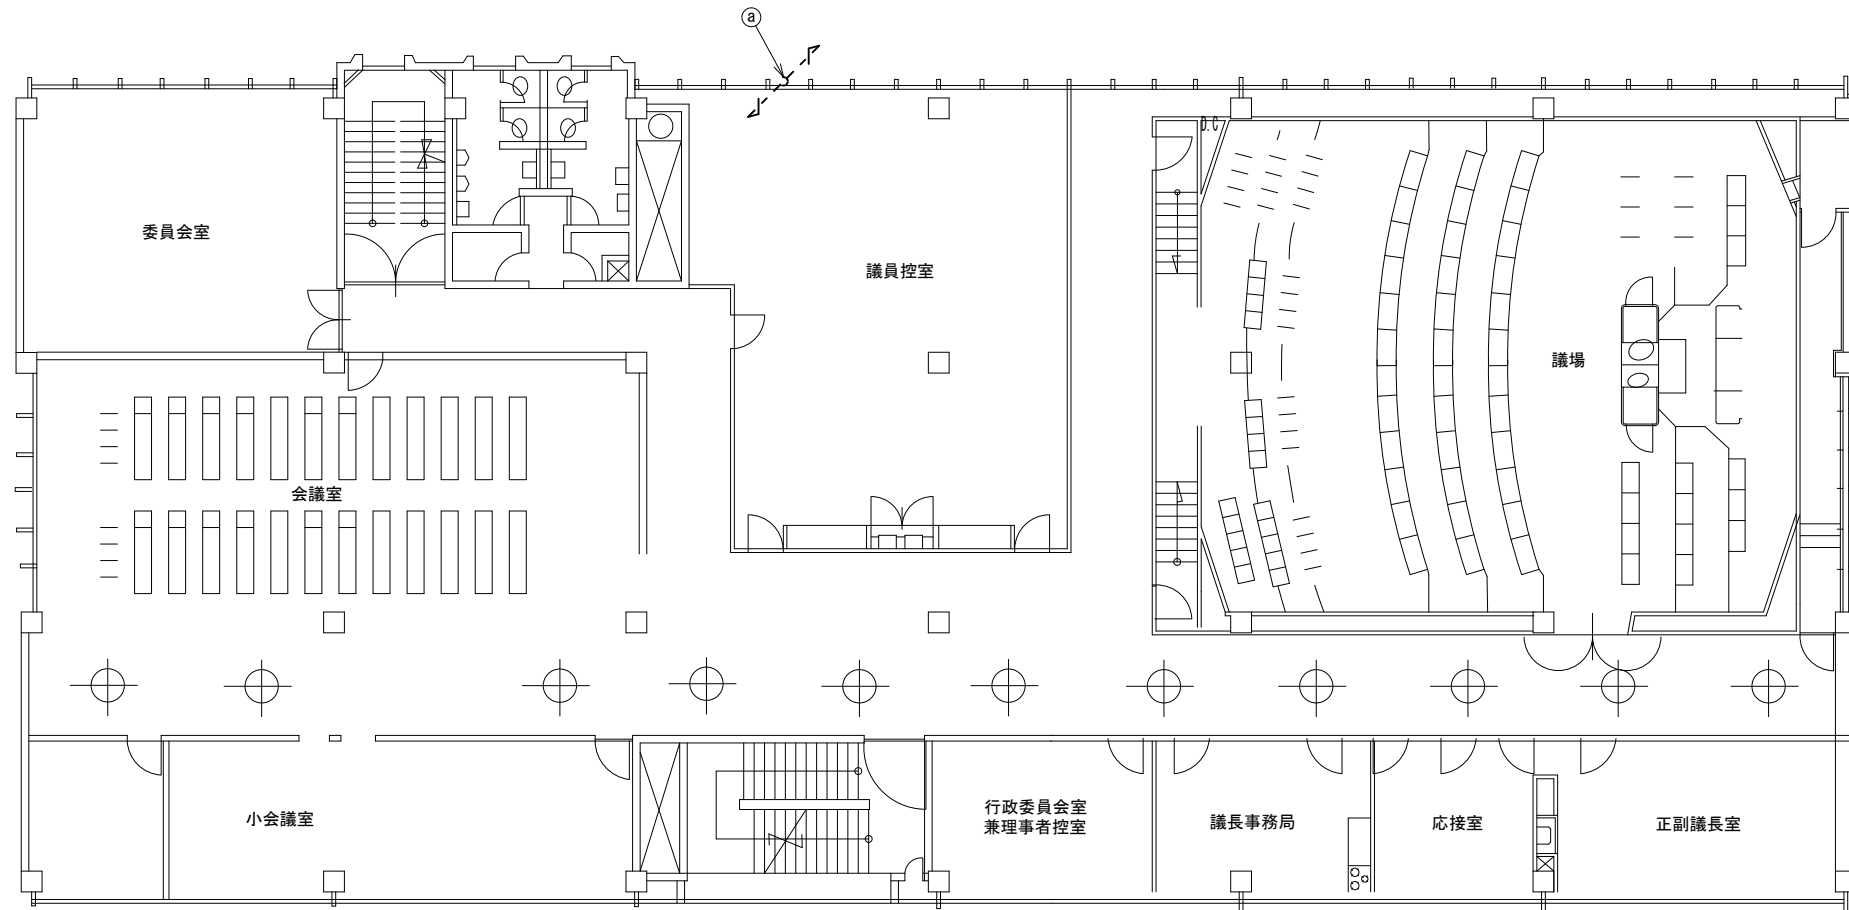 ⓐ
D.C
委員会室
議員控室
議場
会議室
小会議室
行政委員会室
兼理事者控室
議長事務局
応接室
正副議長室